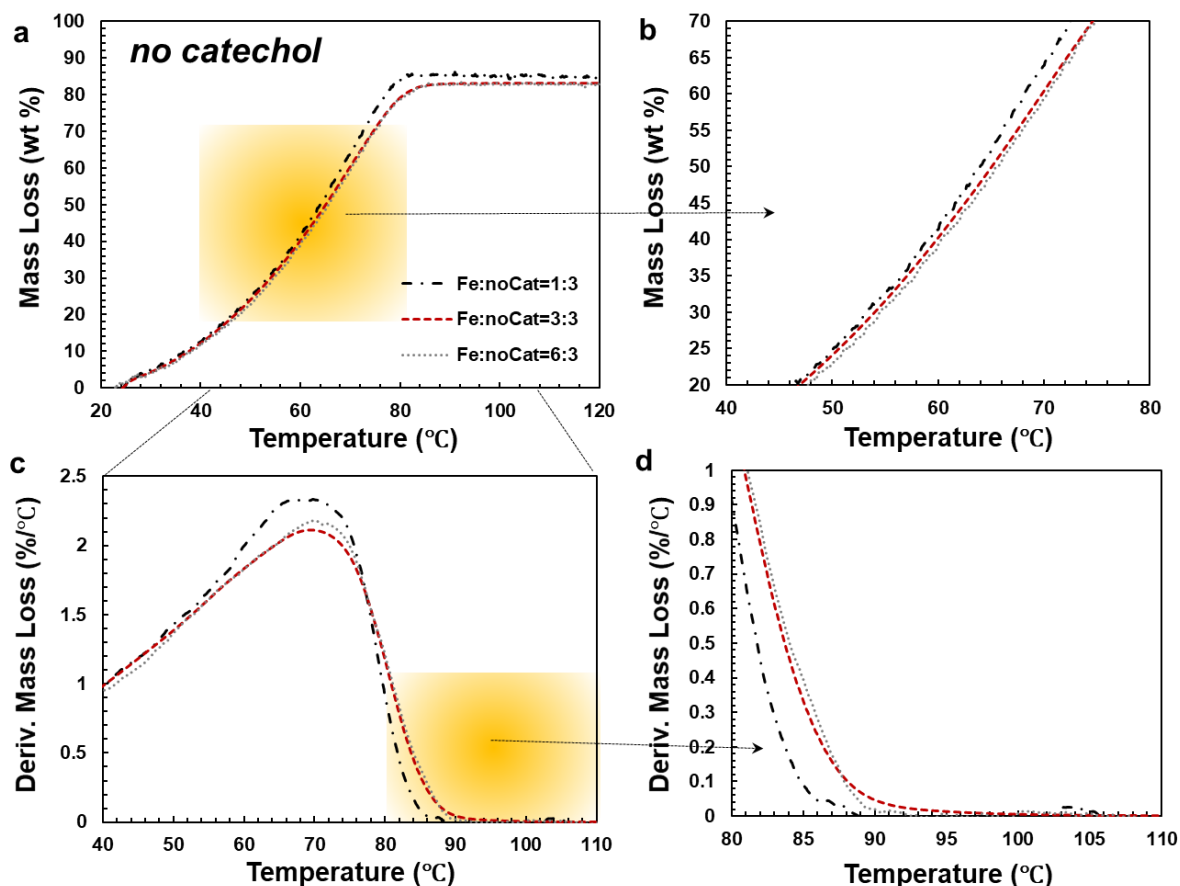 a
no catechol
Mass Loss (wt %)
100
90
80
70
60
50
40
30
20
10
0
20 40 60 80 100 120
Temperature (℃)
Fe:noCat=1:3
Fe:noCat=3:3
Fe:noCat=6:3
b
Mass Loss (wt %)
70
65
60
55
50
45
40
35
30
25
20
40 50 60 70 80
Temperature (℃)
c
Deriv. Mass Loss (%/℃)
2.5
2
1.5
1
0.5
0
40 50 60 70 80 90 100 110
Temperature (℃)
d
Deriv. Mass Loss (%/℃)
1
0.9
0.8
0.7
0.6
0.5
0.4
0.3
0.2
0.1
0
80 85 90 95 100 105 110
Temperature (℃)